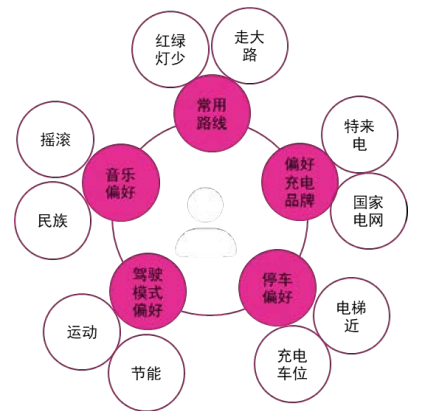 红绿
灯少
走大
路
常用
路线
特来
电
偏好
充电
品牌
国家
电网
电梯
近
停车
偏好
充电
车位
驾驶
模式
偏好
节能
运动
音乐
偏好
民族
摇滚